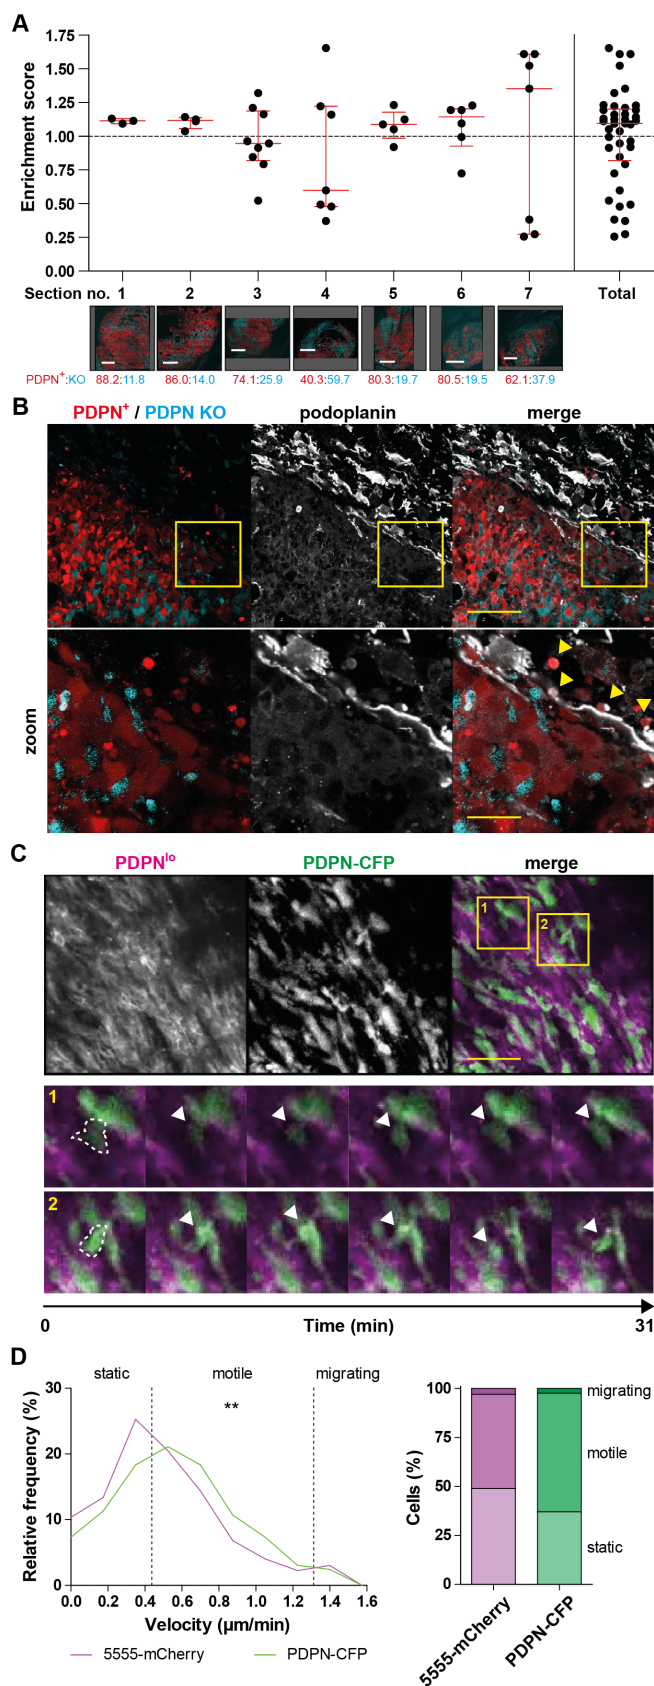 A
Enrichment score
1.75
1.50
1.25
1.00
0.75
0.50
0.25
0.00
Section no. 1 2 3 4 5 6 7 Total
PDPN⁺:KO 88.2:11.8 86.0:14.0 74.1:25.9 40.3:59.7 80.3:19.7 80.5:19.5 62.1:37.9
B
PDPN⁺ / PDPN KO podoplanin merge
zoom
C
PDPNˡᵒ PDPN-CFP merge
1
2
1
2
0 Time (min) 31
D
static motile migrating
**
Relative frequency (%)
30
20
10
0
0.0 0.2 0.4 0.6 0.8 1.0 1.2 1.4 1.6
Velocity (µm/min)
5555-mCherry PDPN-CFP
Cells (%)
100
75
50
25
0
migrating
motile
static
5555-mCherry
PDPN-CFP